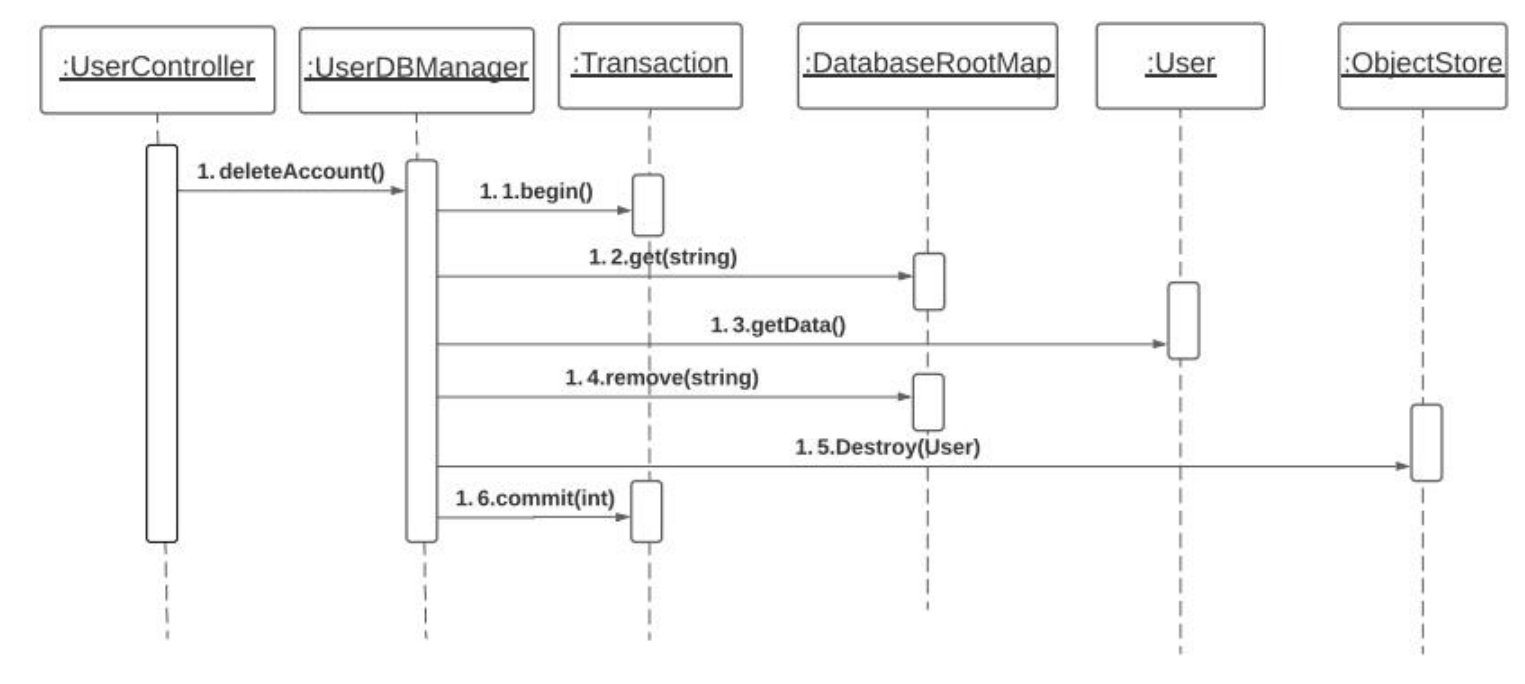 :UserController
:UserDBManager
:Transaction
:DatabaseRootMap
:User
:ObjectStore
1. deleteAccount()
1. 1.begin()
1. 2.get(string)
1. 3.getData()
1. 4.remove(string)
1. 5.Destroy(User)
1. 6.commit(int)